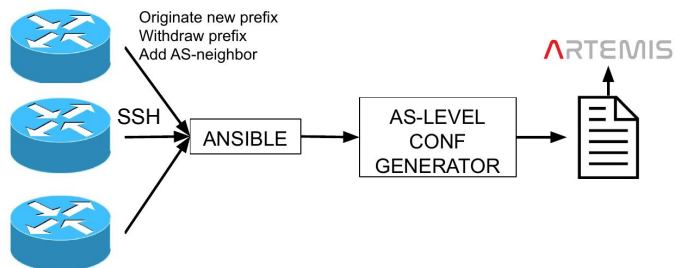 Originate new prefix
Withdraw prefix
Add AS-neighbor
ARTEMIS
SSH
ANSIBLE
AS-LEVEL
CONF
GENERATOR